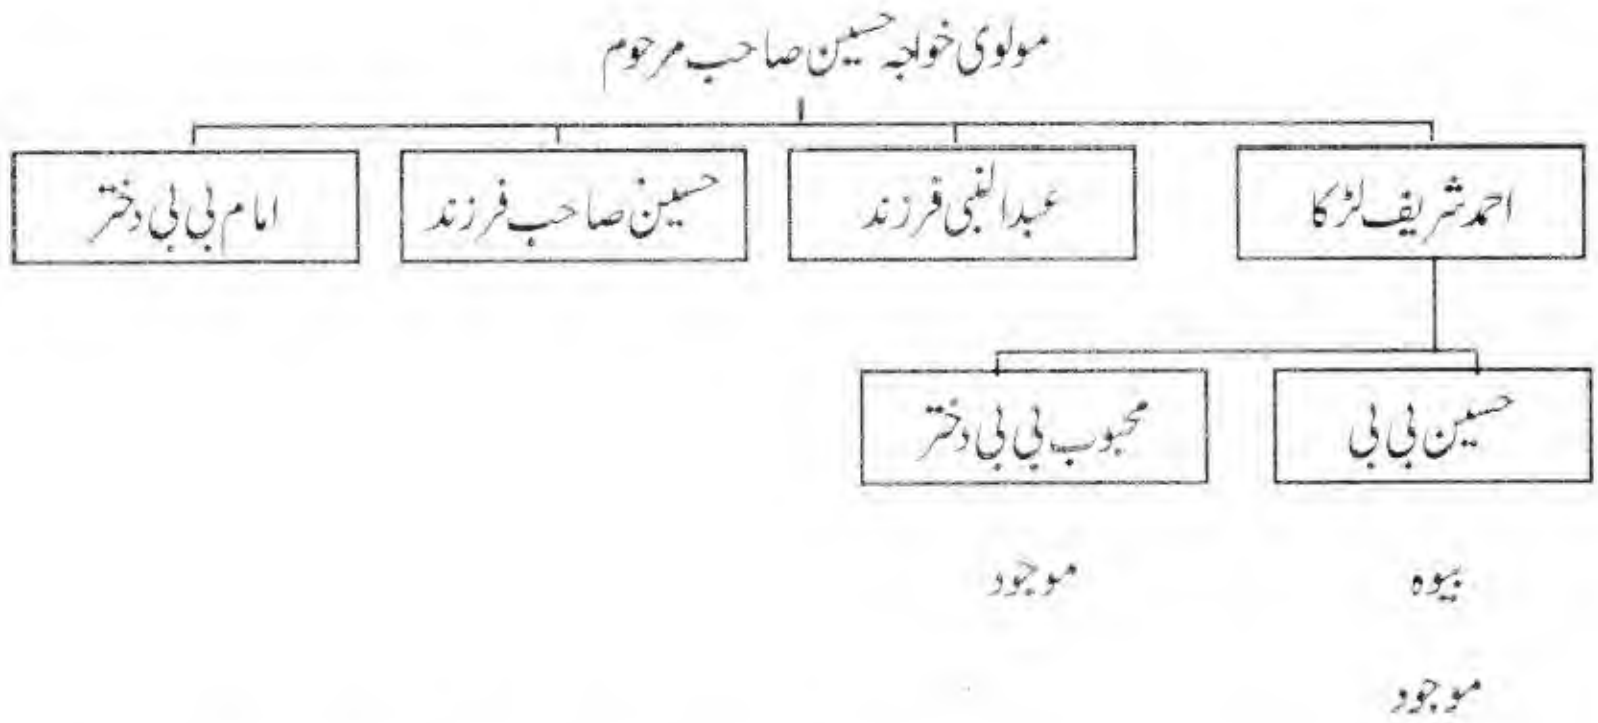 مولوی خواجہ حسین صاحب مرحوم
احمد شریف لڑکا
عبدالنبی فرزند
حسین صاحب فرزند
امام بی بی دختر
حسین بی بی
محبوب بی بی دختر
بیوہ
موجود
موجود